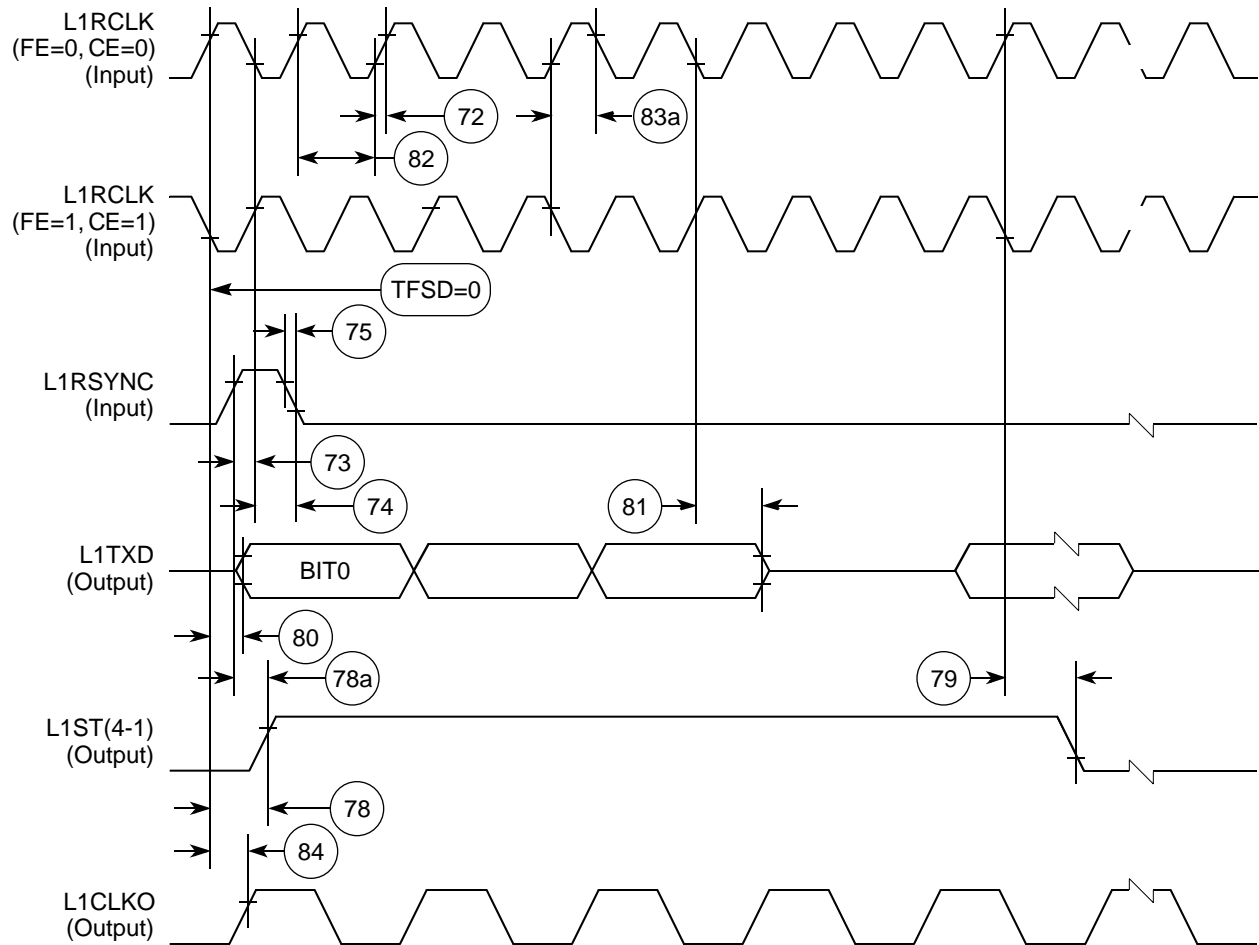 L1RCLK
(FE=0, CE=0)
(Input)
72
83a
82
L1RCLK
(FE=1, CE=1)
(Input)
TFSD=0
75
L1RSYNC
(Input)
73
74
81
L1TXD
(Output)
BIT0
80
78a
79
L1ST(4-1)
(Output)
78
84
L1CLKO
(Output)